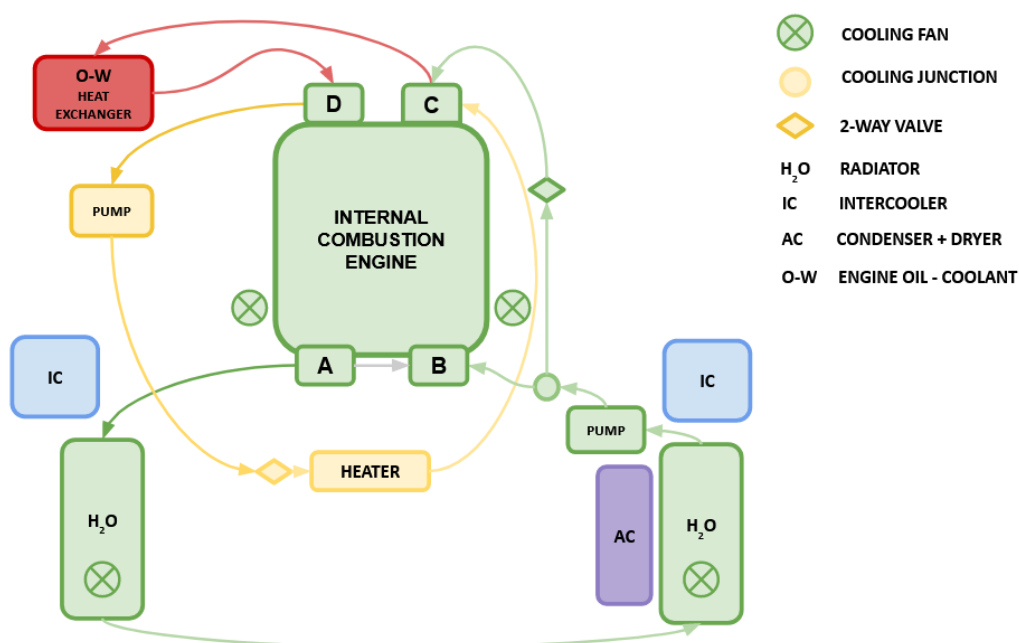 O-W
HEAT
EXCHANGER
D
C
PUMP
INTERNAL
COMBUSTION
ENGINE
A
B
IC
IC
PUMP
HEATER
H₂O
AC
H₂O
COOLING FAN
COOLING JUNCTION
2-WAY VALVE
H₂O RADIATOR
IC INTERCOOLER
AC CONDENSER + DRYER
O-W ENGINE OIL - COOLANT